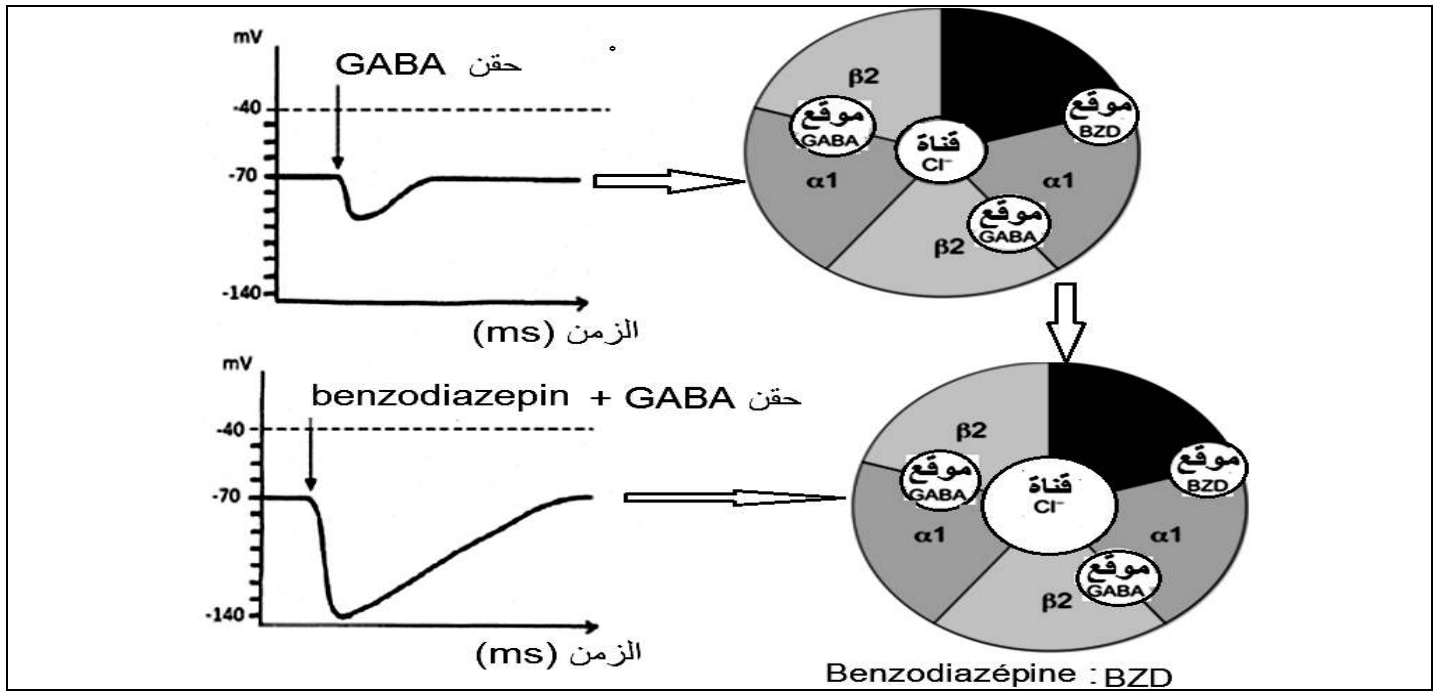 mV
حقن GABA
-40
-70
-140
الزمن (ms)
β2
موقع
BZD
موقع
GABA
قناة
Cl⁻
α1
α1
موقع
GABA
β2
mV
حقن benzodiazepin + GABA
-40
-70
-140
الزمن (ms)
β2
موقع
BZD
موقع
GABA
قناة
Cl⁻
α1
α1
موقع
GABA
β2
Benzodiazépine : BZD